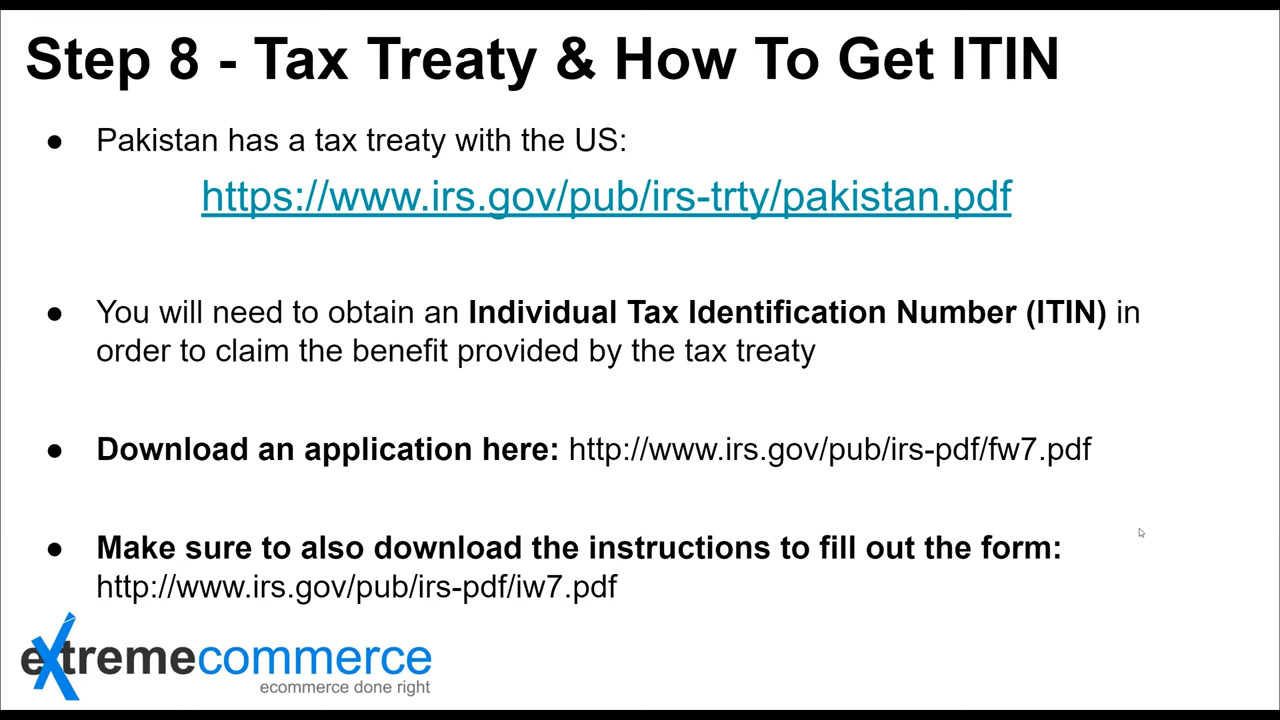 Step 8 - Tax Treaty & How To Get ITIN
● Pakistan has a tax treaty with the US:
https://www.irs.gov/pub/irs-trty/pakistan.pdf
● You will need to obtain an Individual Tax Identification Number (ITIN) in
order to claim the benefit provided by the tax treaty
● Download an application here: http://www.irs.gov/pub/irs-pdf/fw7.pdf
● Make sure to also download the instructions to fill out the form:
http://www.irs.gov/pub/irs-pdf/iw7.pdf
extremecommerce
ecommerce done right